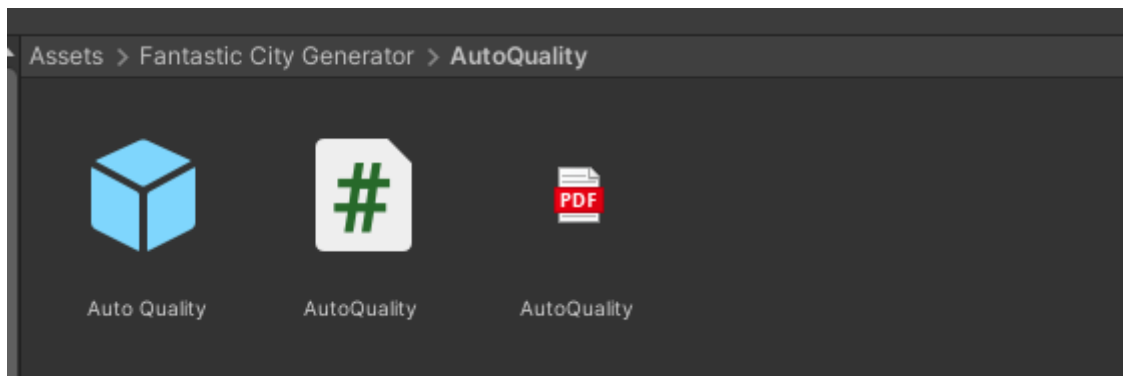 Assets > Fantastic City Generator > AutoQuality
#
PDF
Auto Quality
AutoQuality
AutoQuality